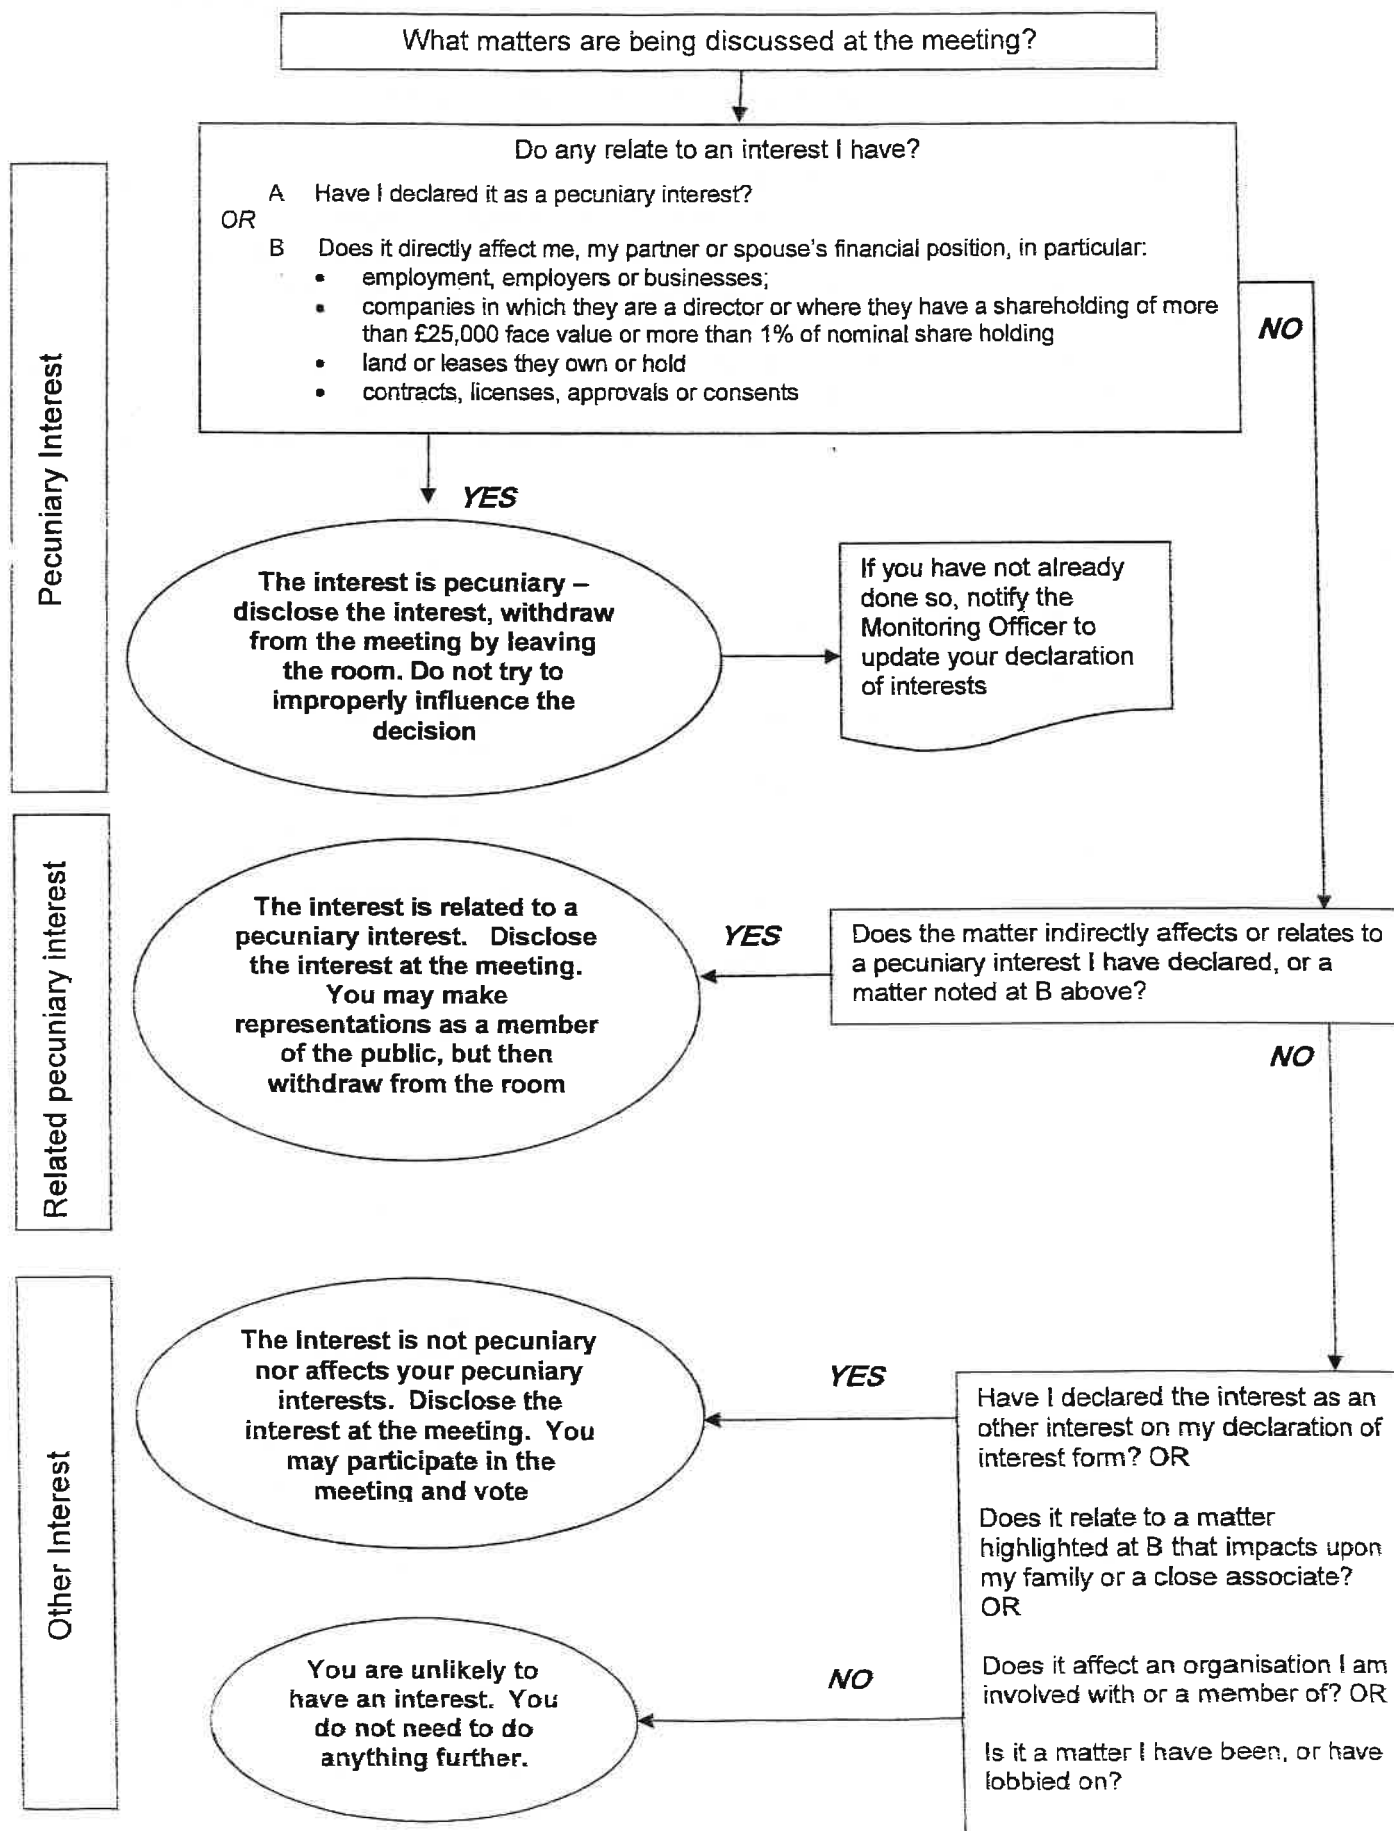 What matters are being discussed at the meeting?
Do any relate to an interest I have?
A Have I declared it as a pecuniary interest?
OR
B Does it directly affect me, my partner or spouse's financial position, in particular:
• employment, employers or businesses;
• companies in which they are a director or where they have a shareholding of more
than £25,000 face value or more than 1% of nominal share holding
• land or leases they own or hold
• contracts, licenses, approvals or consents
NO
Pecuniary Interest
YES
The interest is pecuniary –
disclose the interest, withdraw
from the meeting by leaving
the room. Do not try to
improperly influence the
decision
If you have not already
done so, notify the
Monitoring Officer to
update your declaration
of interests
Related pecuniary interest
The interest is related to a
pecuniary interest. Disclose
the interest at the meeting.
You may make
representations as a member
of the public, but then
withdraw from the room
YES
Does the matter indirectly affects or relates to
a pecuniary interest I have declared, or a
matter noted at B above?
NO
Other Interest
The Interest is not pecuniary
nor affects your pecuniary
interests. Disclose the
interest at the meeting. You
may participate in the
meeting and vote
YES
Have I declared the interest as an
other interest on my declaration of
interest form? OR
Does it relate to a matter
highlighted at B that impacts upon
my family or a close associate?
OR
Does it affect an organisation I am
involved with or a member of? OR
Is it a matter I have been, or have
lobbied on?
NO
You are unlikely to
have an interest. You
do not need to do
anything further.